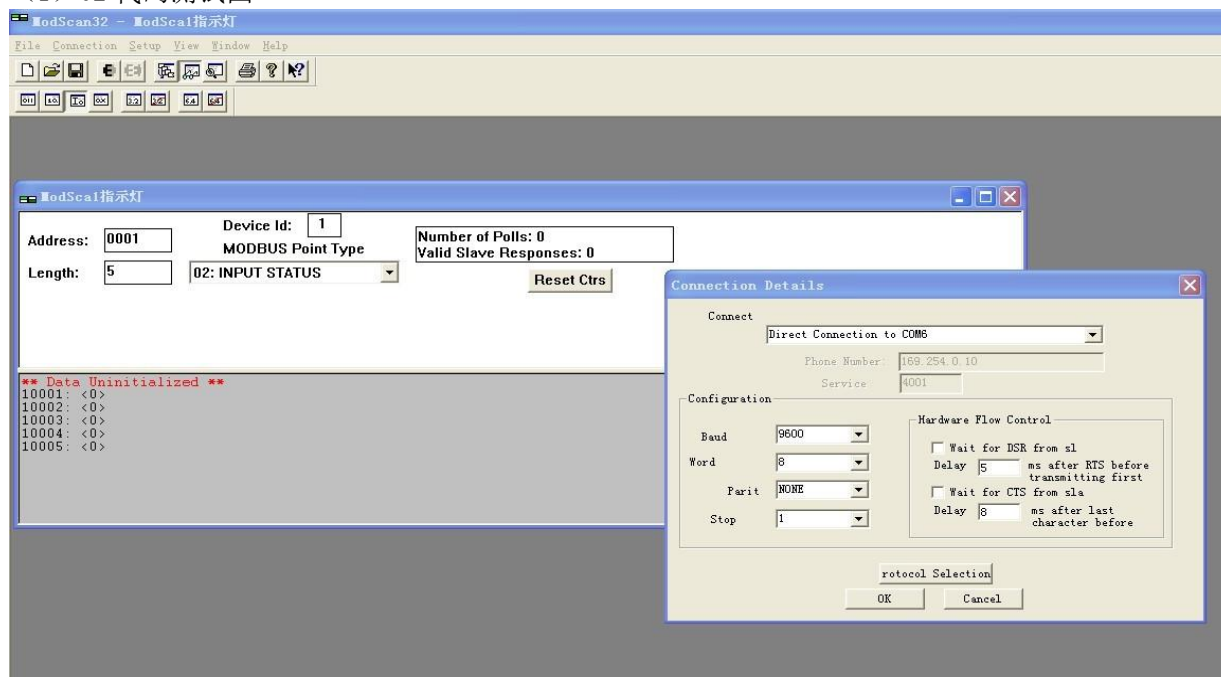 ModScan32 - ModSca1指示灯
File Connection Setup View Window Help
ModSca1指示灯
Address: 0001
Device Id: 1
MODBUS Point Type
Length: 5
02: INPUT STATUS
Number of Polls: 0
Valid Slave Responses: 0
Reset Ctrs
** Data Uninitialized **
10001: <0>
10002: <0>
10003: <0>
10004: <0>
10005: <0>
Connection Details
Connect
Direct Connection to COM6
Phone Number: 169.254.0.10
Service 4001
Configuration
Baud 9600
Word 8
Parit NONE
Stop 1
Hardware Flow Control
Wait for DSR from sl
Delay 5 ms after RTS before
transmitting first
Wait for CTS from sla
Delay 8 ms after last
character before
rotocol Selection
OK Cancel